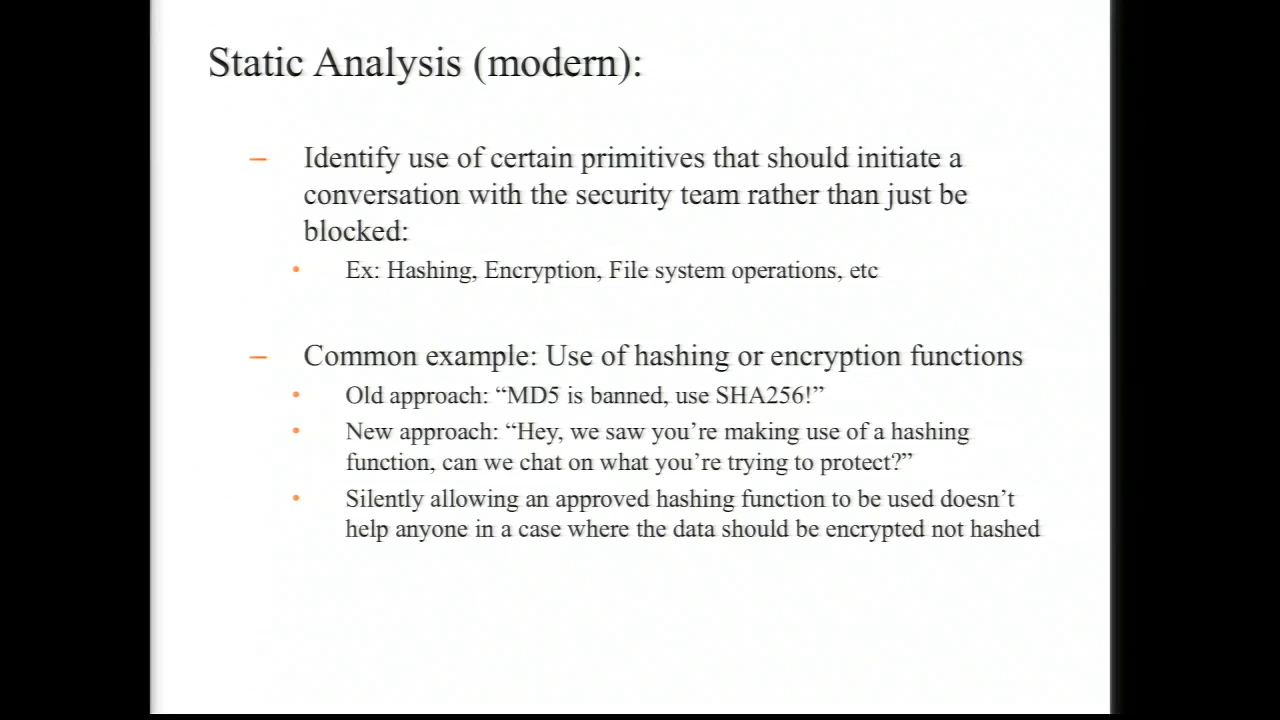 Static Analysis (modern):
– Identify use of certain primitives that should initiate a
conversation with the security team rather than just be
blocked:
• Ex: Hashing, Encryption, File system operations, etc
– Common example: Use of hashing or encryption functions
• Old approach: “MD5 is banned, use SHA256!”
• New approach: “Hey, we saw you’re making use of a hashing
function, can we chat on what you’re trying to protect?”
• Silently allowing an approved hashing function to be used doesn’t
help anyone in a case where the data should be encrypted not hashed